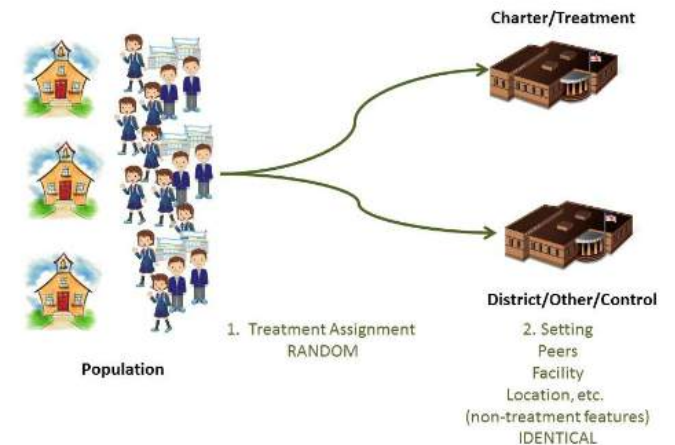 Charter/Treatment
District/Other/Control
1. Treatment Assignment
RANDOM
2. Setting
Peers
Facility
Location, etc.
(non-treatment features)
IDENTICAL
Population